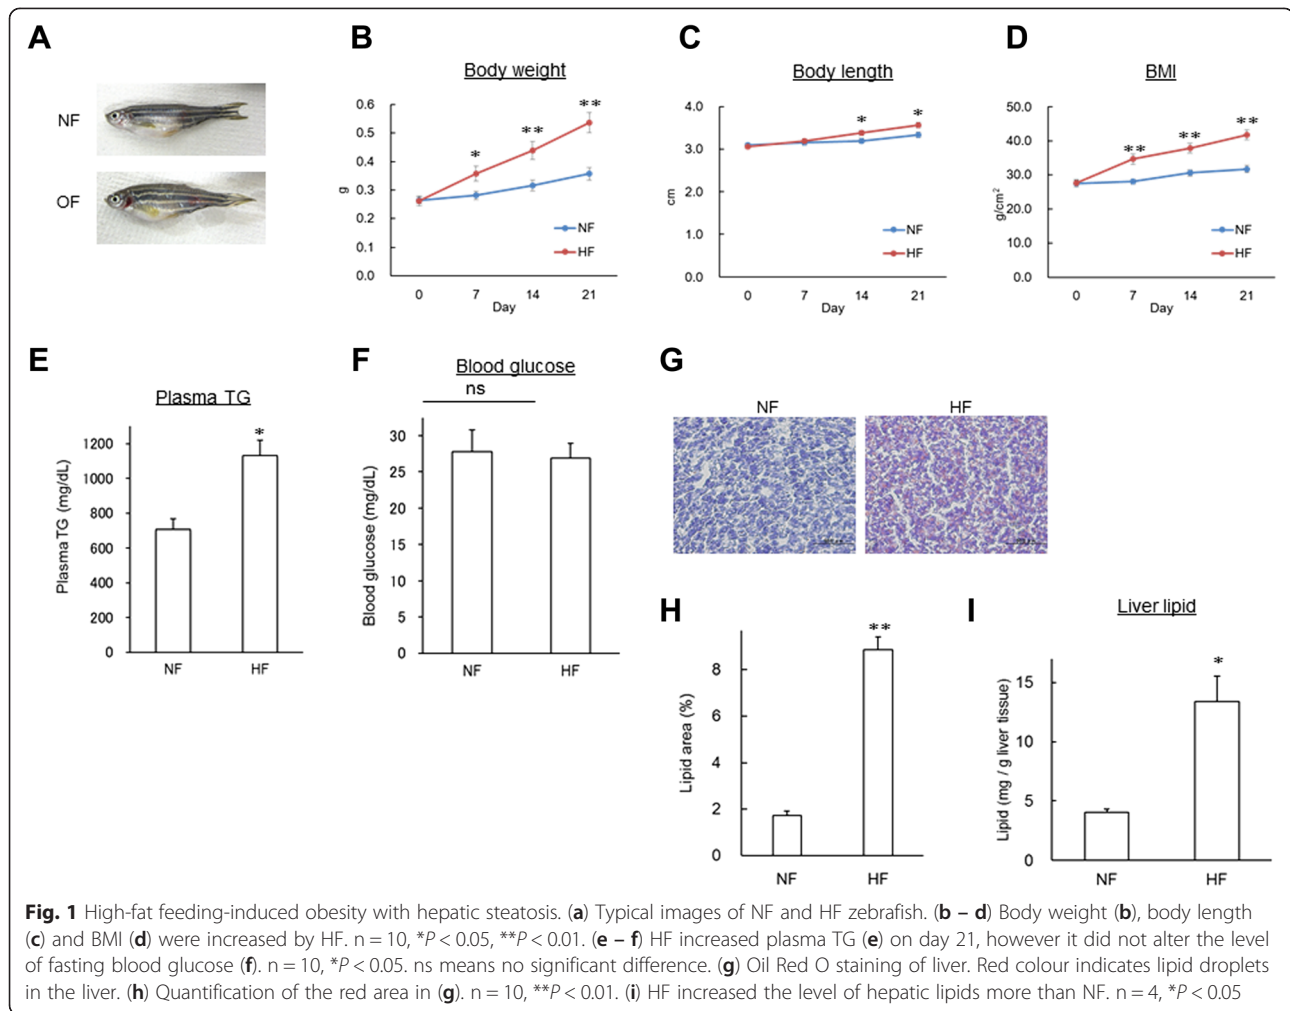 A
NF
OF
B
Body weight
0.6
0.5
0.4
0.3
0.2
0.1
0.0
g
*
**
**
NF
HF
0
7
14
21
Day
C
Body length
4.0
3.0
2.0
1.0
0.0
cm
*
*
NF
HF
0
7
14
21
Day
D
BMI
50.0
40.0
30.0
20.0
10.0
0.0
g/cm²
**
**
**
NF
HF
0
7
14
21
Day
E
Plasma TG
*
Plasma TG (mg/dL)
1200
1000
800
600
400
200
0
NF
HF
F
Blood glucose
ns
Blood glucose (mg/dL)
30
25
20
15
10
5
0
NF
HF
G
NF
HF
H
**
Lipid area (%)
8
6
4
2
0
NF
HF
I
Liver lipid
*
Lipid (mg / g liver tissue)
15
10
5
0
NF
HF
Fig. 1 High-fat feeding-induced obesity with hepatic steatosis. (a) Typical images of NF and HF zebrafish. (b – d) Body weight (b), body length
(c) and BMI (d) were increased by HF. n = 10, *P < 0.05, **P < 0.01. (e – f) HF increased plasma TG (e) on day 21, however it did not alter the level
of fasting blood glucose (f). n = 10, *P < 0.05. ns means no significant difference. (g) Oil Red O staining of liver. Red colour indicates lipid droplets
in the liver. (h) Quantification of the red area in (g). n = 10, **P < 0.01. (i) HF increased the level of hepatic lipids more than NF. n = 4, *P < 0.05